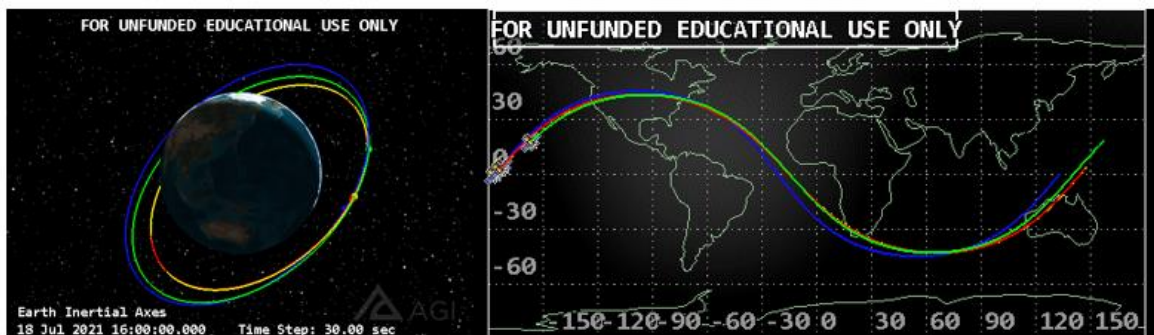 FOR UNFUNDED EDUCATIONAL USE ONLY
AGI
Earth Inertial Axes
18 Jul 2021 16:00:00.000 Time Step: 30.00 sec
FOR UNFUNDED EDUCATIONAL USE ONLY
60
30
0
-30
-60
150 -120 -90 -60 -30 0 30 60 90 120 150